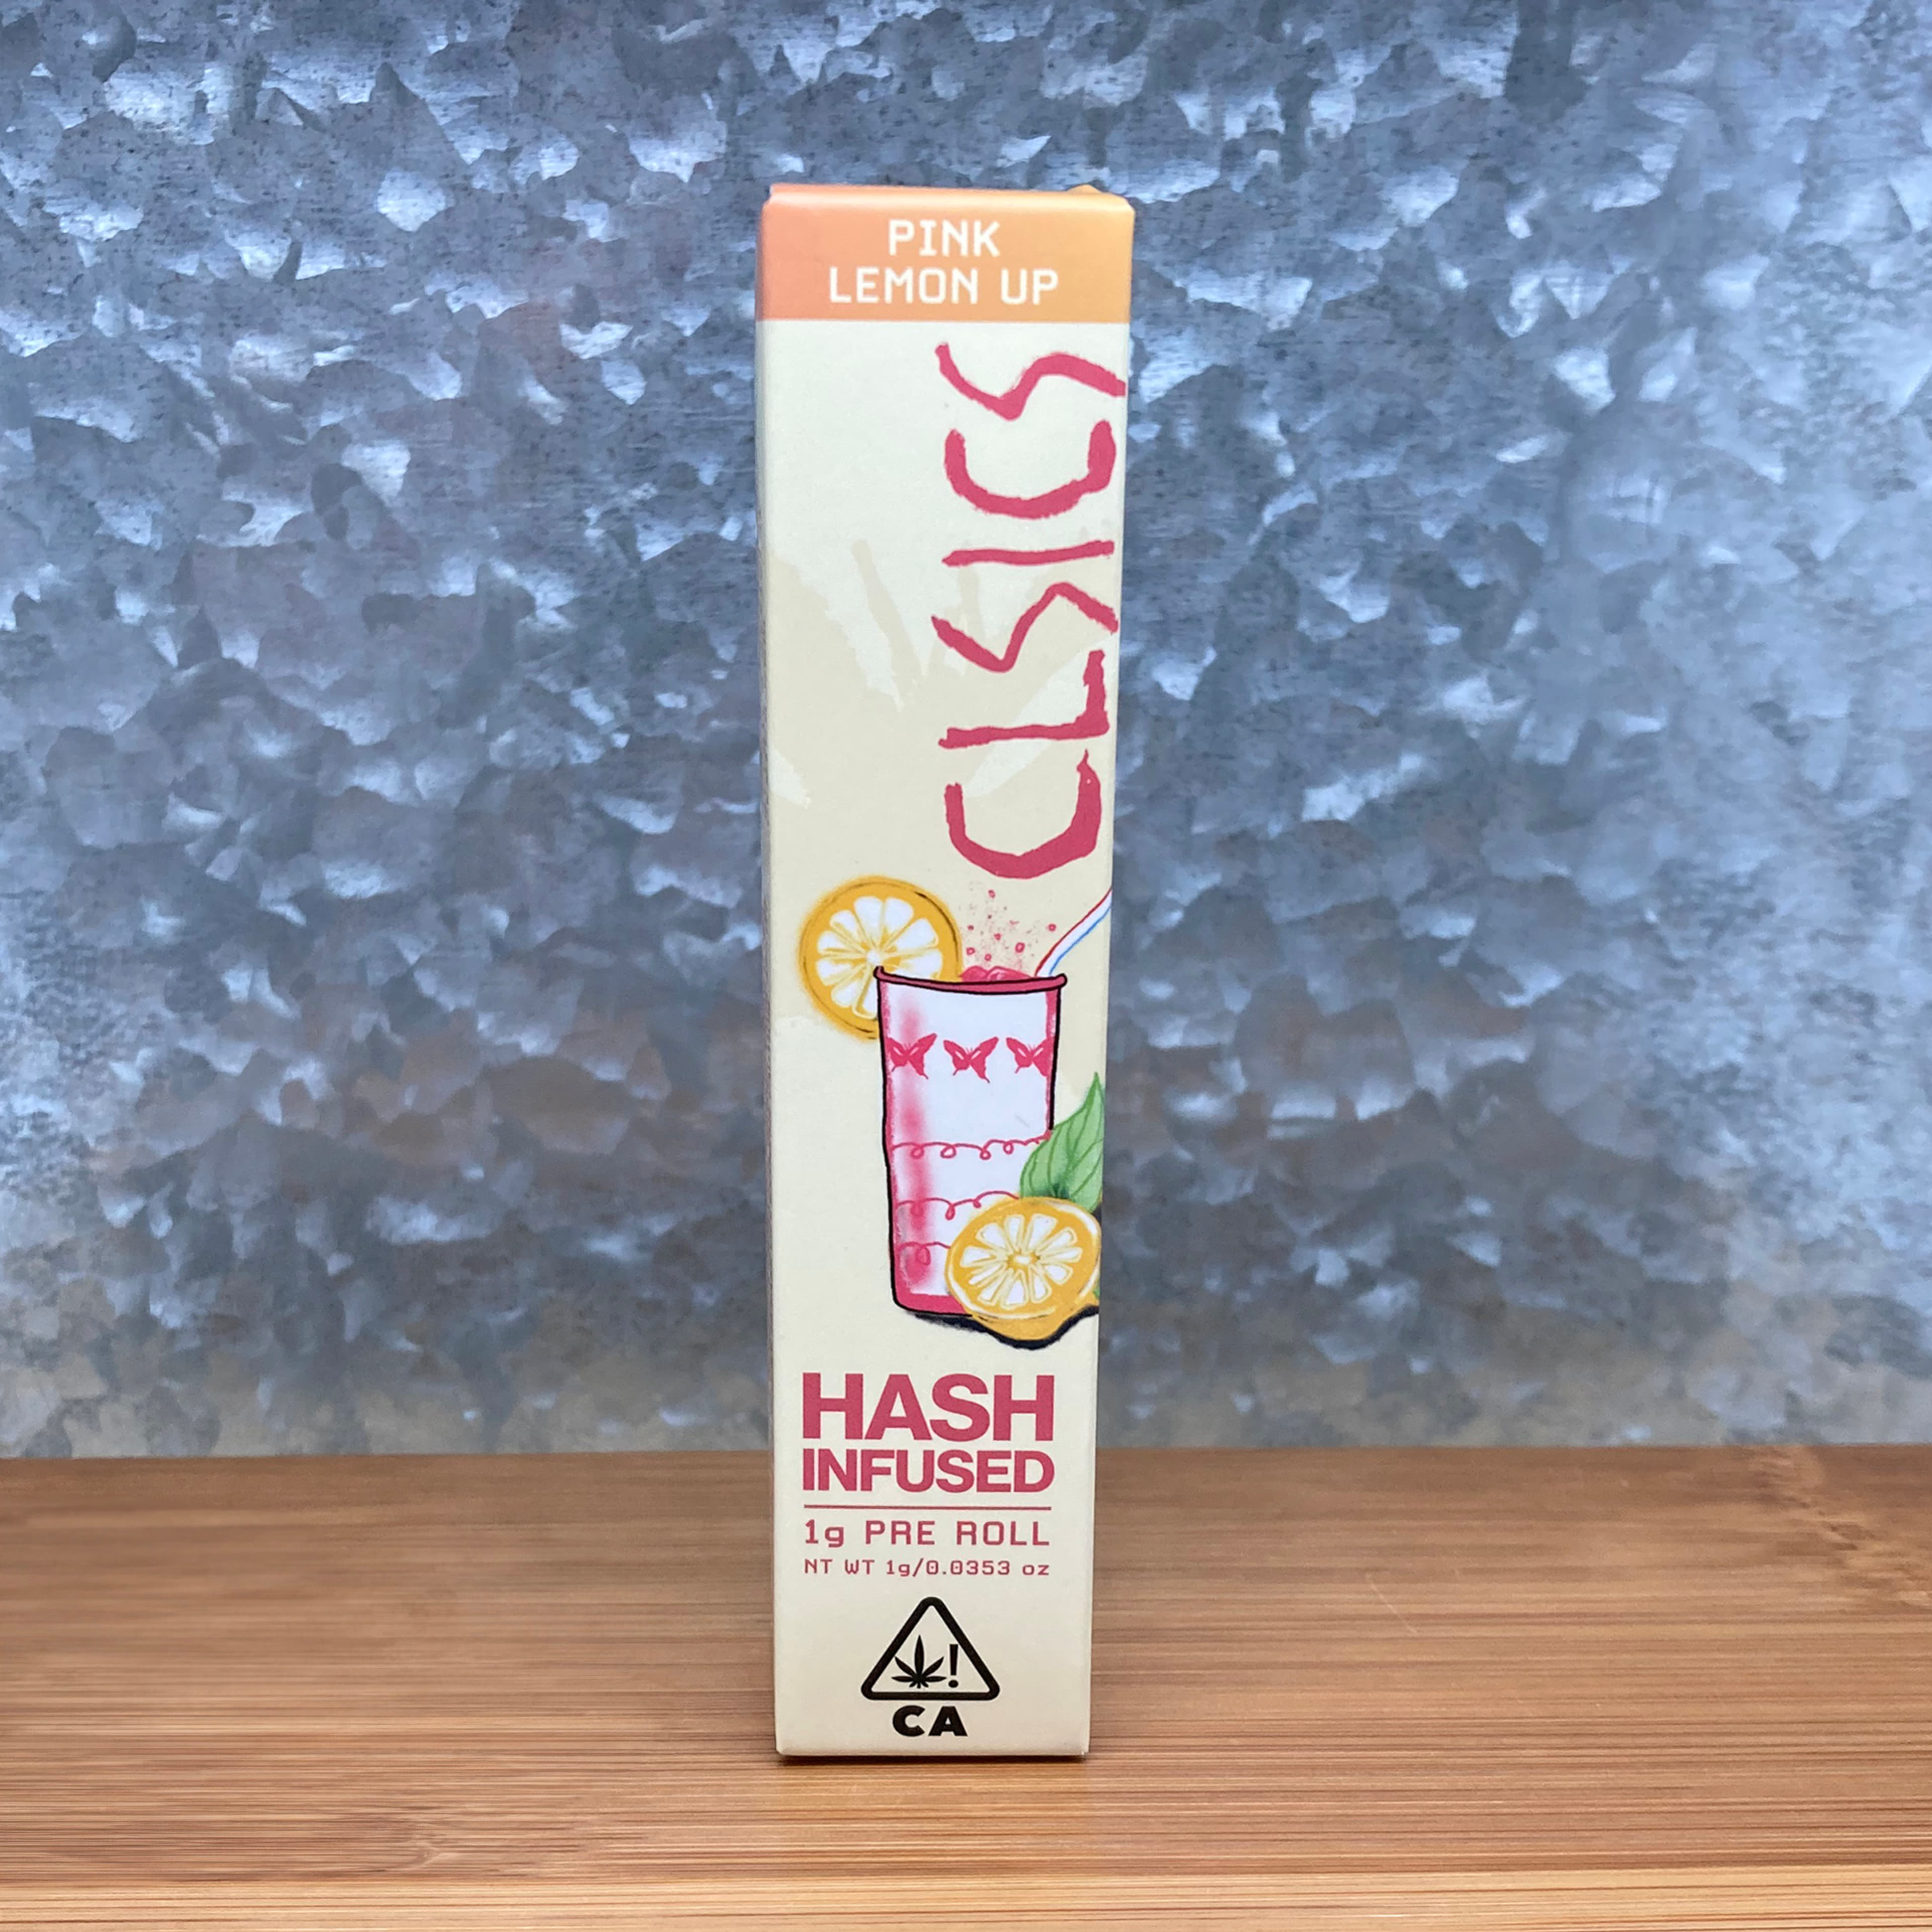 PINK
LEMON UP
CLSICS
HASH
INFUSED
1g PRE ROLL
NT WT 1g/0.0353 oz
!
CA